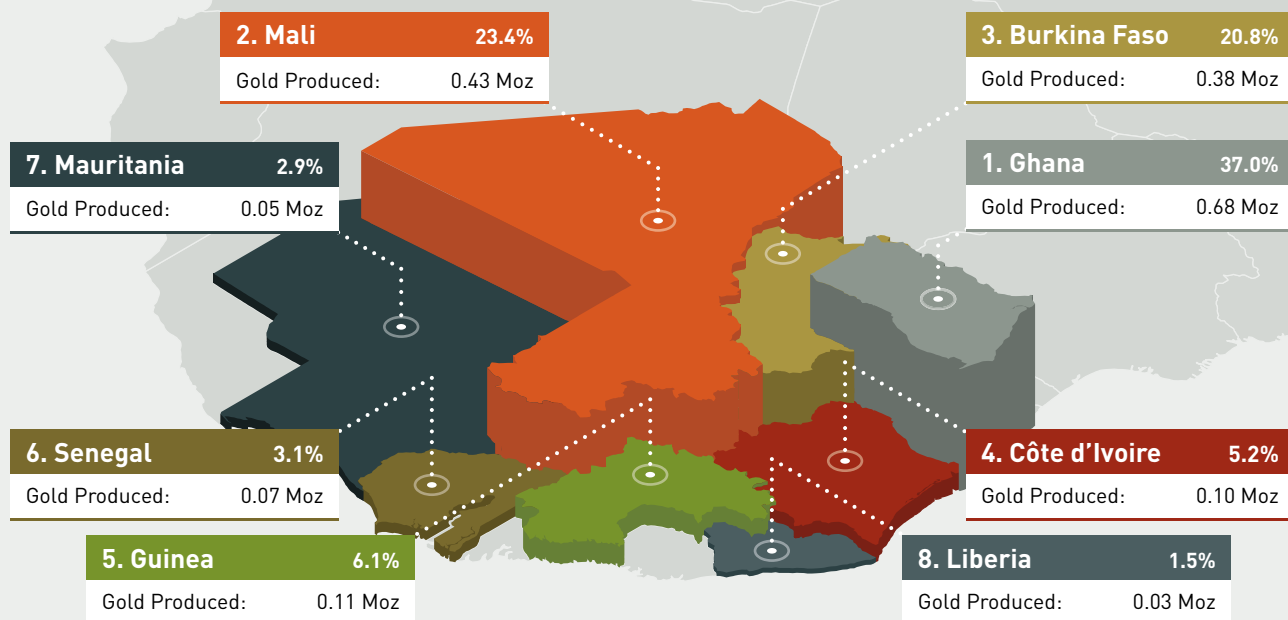 2. Mali 23.4%
Gold Produced: 0.43 Moz
3. Burkina Faso 20.8%
Gold Produced: 0.38 Moz
7. Mauritania 2.9%
Gold Produced: 0.05 Moz
1. Ghana 37.0%
Gold Produced: 0.68 Moz
6. Senegal 3.1%
Gold Produced: 0.07 Moz
4. Côte d’Ivoire 5.2%
Gold Produced: 0.10 Moz
5. Guinea 6.1%
Gold Produced: 0.11 Moz
8. Liberia 1.5%
Gold Produced: 0.03 Moz